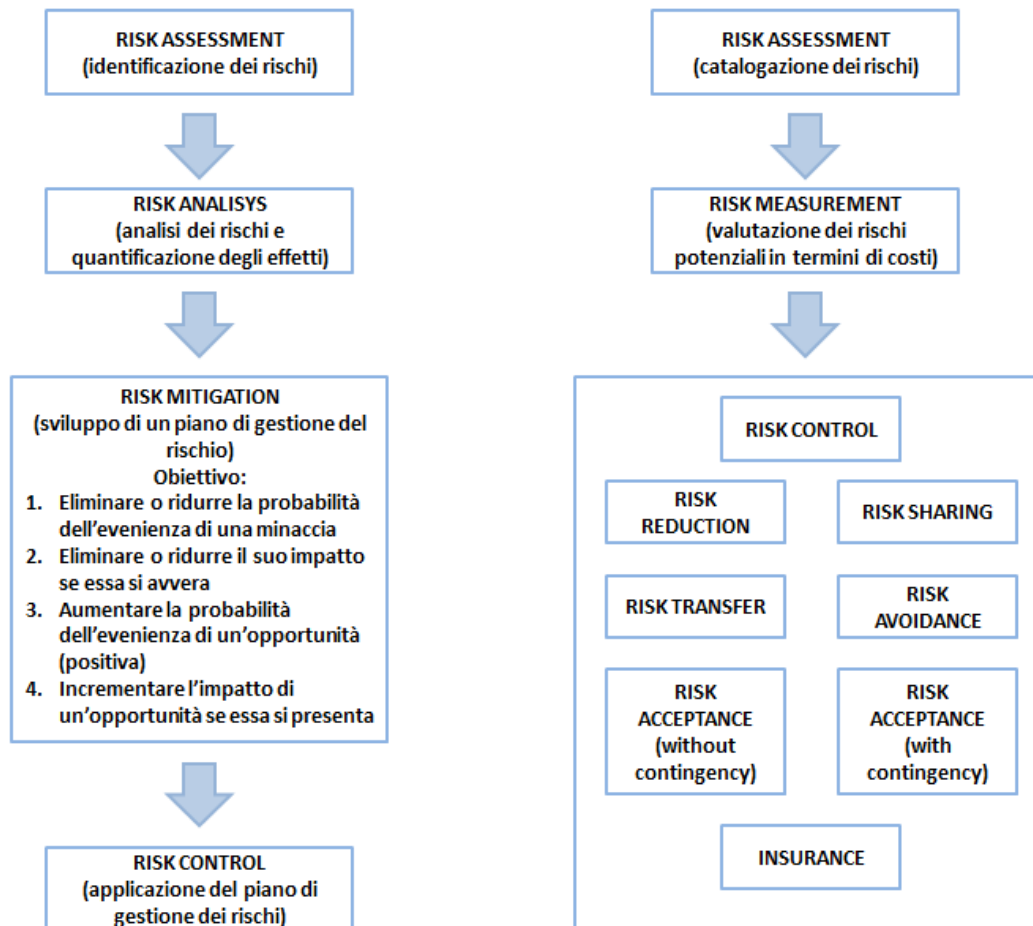 RISK ASSESSMENT
(identificazione dei rischi)
RISK ANALISYS
(analisi dei rischi e
quantificazione degli effetti)
RISK MITIGATION
(sviluppo di un piano di gestione del
rischio)
Obiettivo:
1. Eliminare o ridurre la probabilità
dell'evenienza di una minaccia
2. Eliminare o ridurre il suo impatto
se essa si avvera
3. Aumentare la probabilità
dell'evenienza di un'opportunità
(positiva)
4. Incrementare l'impatto di
un'opportunità se essa si presenta
RISK CONTROL
(applicazione del piano di
gestione dei rischi)
RISK ASSESSMENT
(catalogazione dei rischi)
RISK MEASUREMENT
(valutazione dei rischi
potenziali in termini di costi)
RISK CONTROL
RISK
REDUCTION
RISK SHARING
RISK TRANSFER
RISK
AVOIDANCE
RISK
ACCEPTANCE
(without
contingency)
RISK
ACCEPTANCE
(with
contingency)
INSURANCE